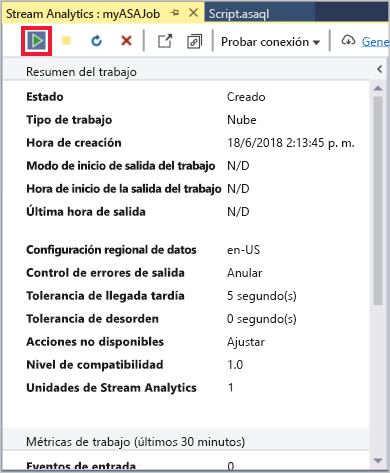 Stream Analytics : myASAJob Script.asaql
Probar conexión Gene
Resumen del trabajo
Estado Creado
Tipo de trabajo Nube
Hora de creación 18/6/2018 2:13:45 p. m.
Modo de inicio de salida del trabajo N/D
Hora de inicio de la salida del trabajo N/D
Última hora de salida N/D
Configuración regional de datos en-US
Control de errores de salida Anular
Tolerancia de llegada tardía 5 segundo(s)
Tolerancia de desorden 0 segundo(s)
Acciones no disponibles Ajustar
Nivel de compatibilidad 1.0
Unidades de Stream Analytics 1
Métricas de trabajo (últimos 30 minutos)
Eventos de entrada 0